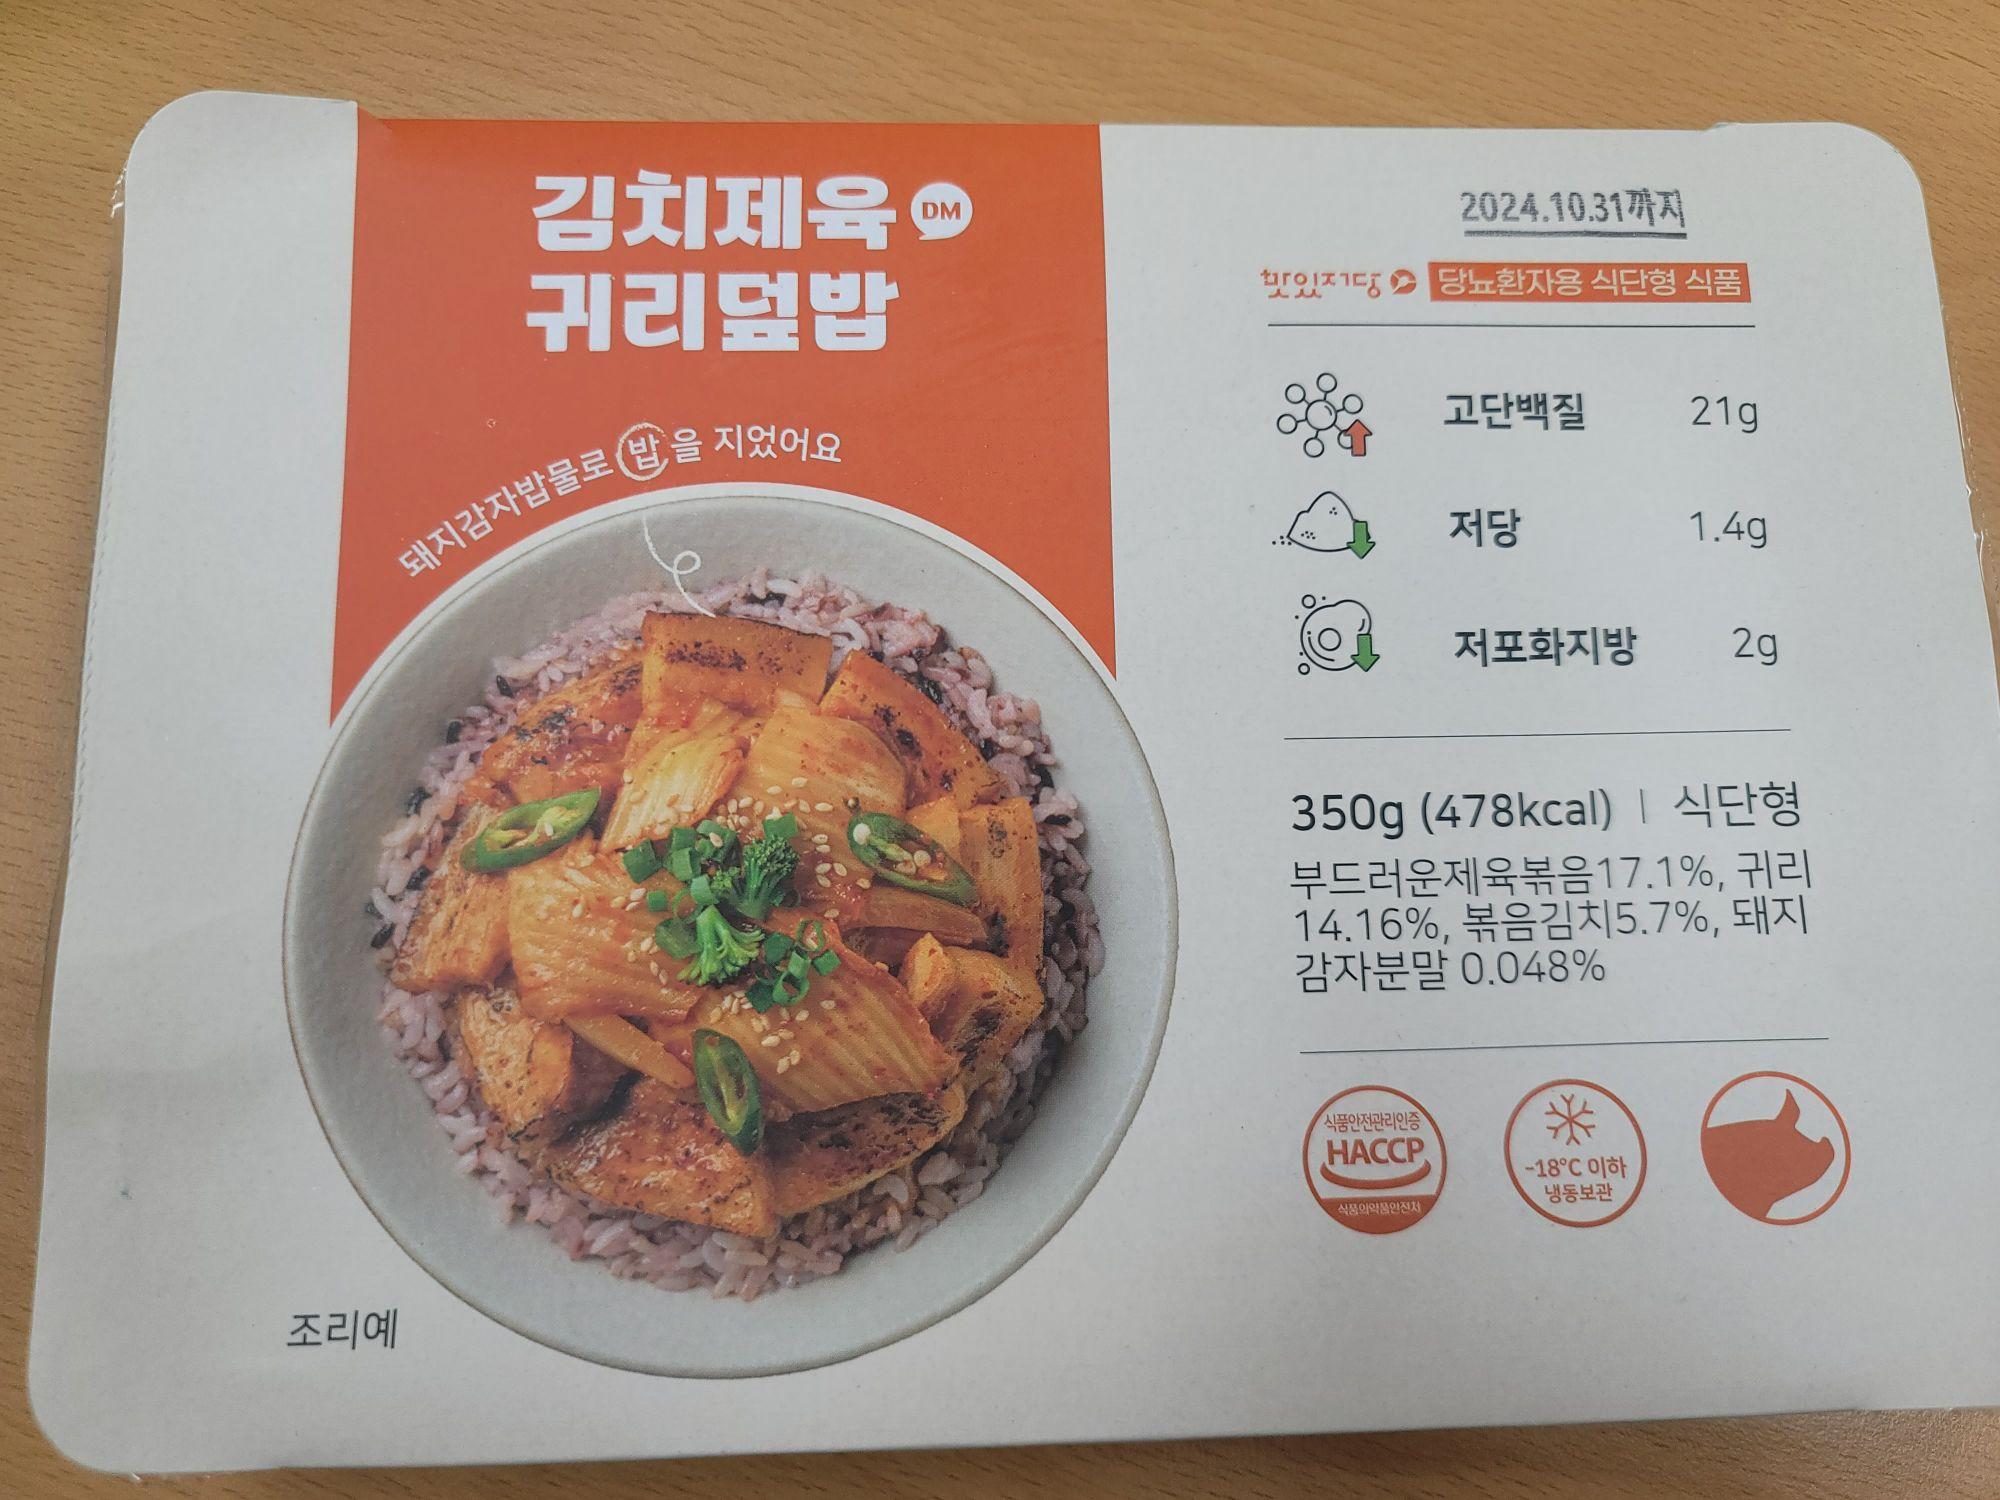 김치제육 DM
귀리덮밥
돼지감자밥물로 밥을 지었어요
조리예
2024.10.31까지
맛있저당 당뇨환자용 식단형 식품
고단백질 21g
저당 1.4g
저포화지방 2g
350g (478kcal) | 식단형
부드러운제육볶음17.1%, 귀리
14.16%, 볶음김치5.7%, 돼지
감자분말 0.048%
식품안전관리인증
HACCP
식품의약품안전처
-18°C 이하
냉동보관